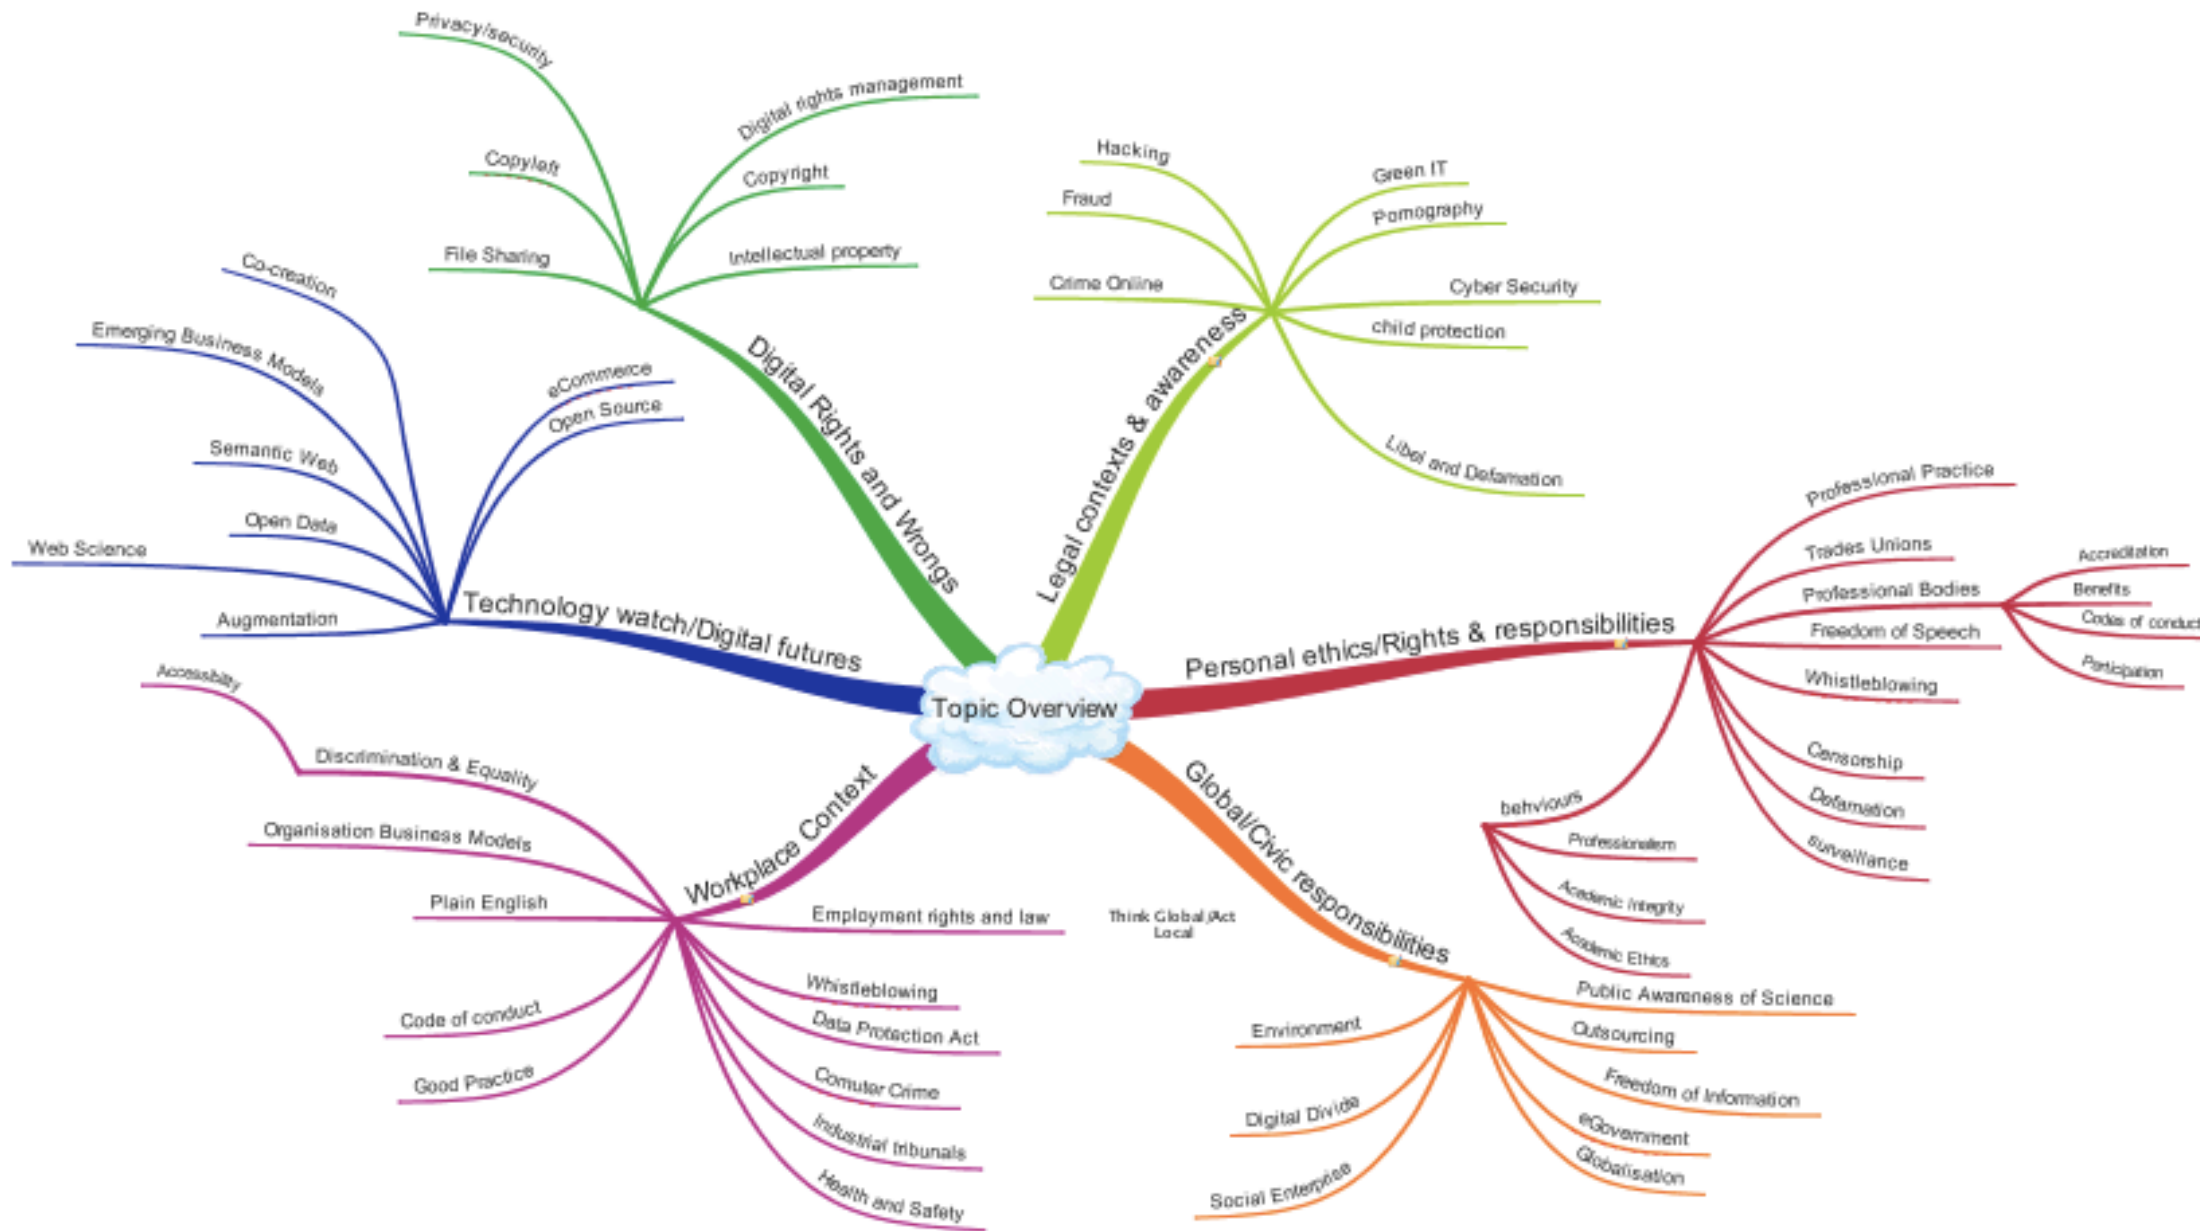 Topic Overview
Digital Rights and Wrongs
Privacy/security
Copyleft
File Sharing
Digital rights management
Copyright
Intellectual property
Legal contexts & awareness
Hacking
Fraud
Crime Online
Green IT
Pornography
Cyber Security
child protection
Libel and Defamation
Personal ethics/Rights & responsibilities
Professional Practice
Trades Unions
Professional Bodies
Accreditation
Benefits
Codes of conduct
Participation
Freedom of Speech
Whistleblowing
Censorship
Defamation
surveillance
behviours
Professionalism
Academic integrity
Academic Ethics
Global/Civic responsibilities
Think Global/Act
Local
Public Awareness of Science
Outsourcing
Freedom of Information
eGovernment
Globalisation
Environment
Digital Divide
Social Enterprise
Workplace Context
Employment rights and law
Whistleblowing
Data Protection Act
Comuter Crime
Industrial tribunals
Health and Safety
Discrimination & Equality
Accessibility
Organisation Business Models
Plain English
Code of conduct
Good Practice
Technology watch/Digital futures
Co-creation
Emerging Business Models
Semantic Web
Open Data
Web Science
Augmentation
eCommerce
Open Source